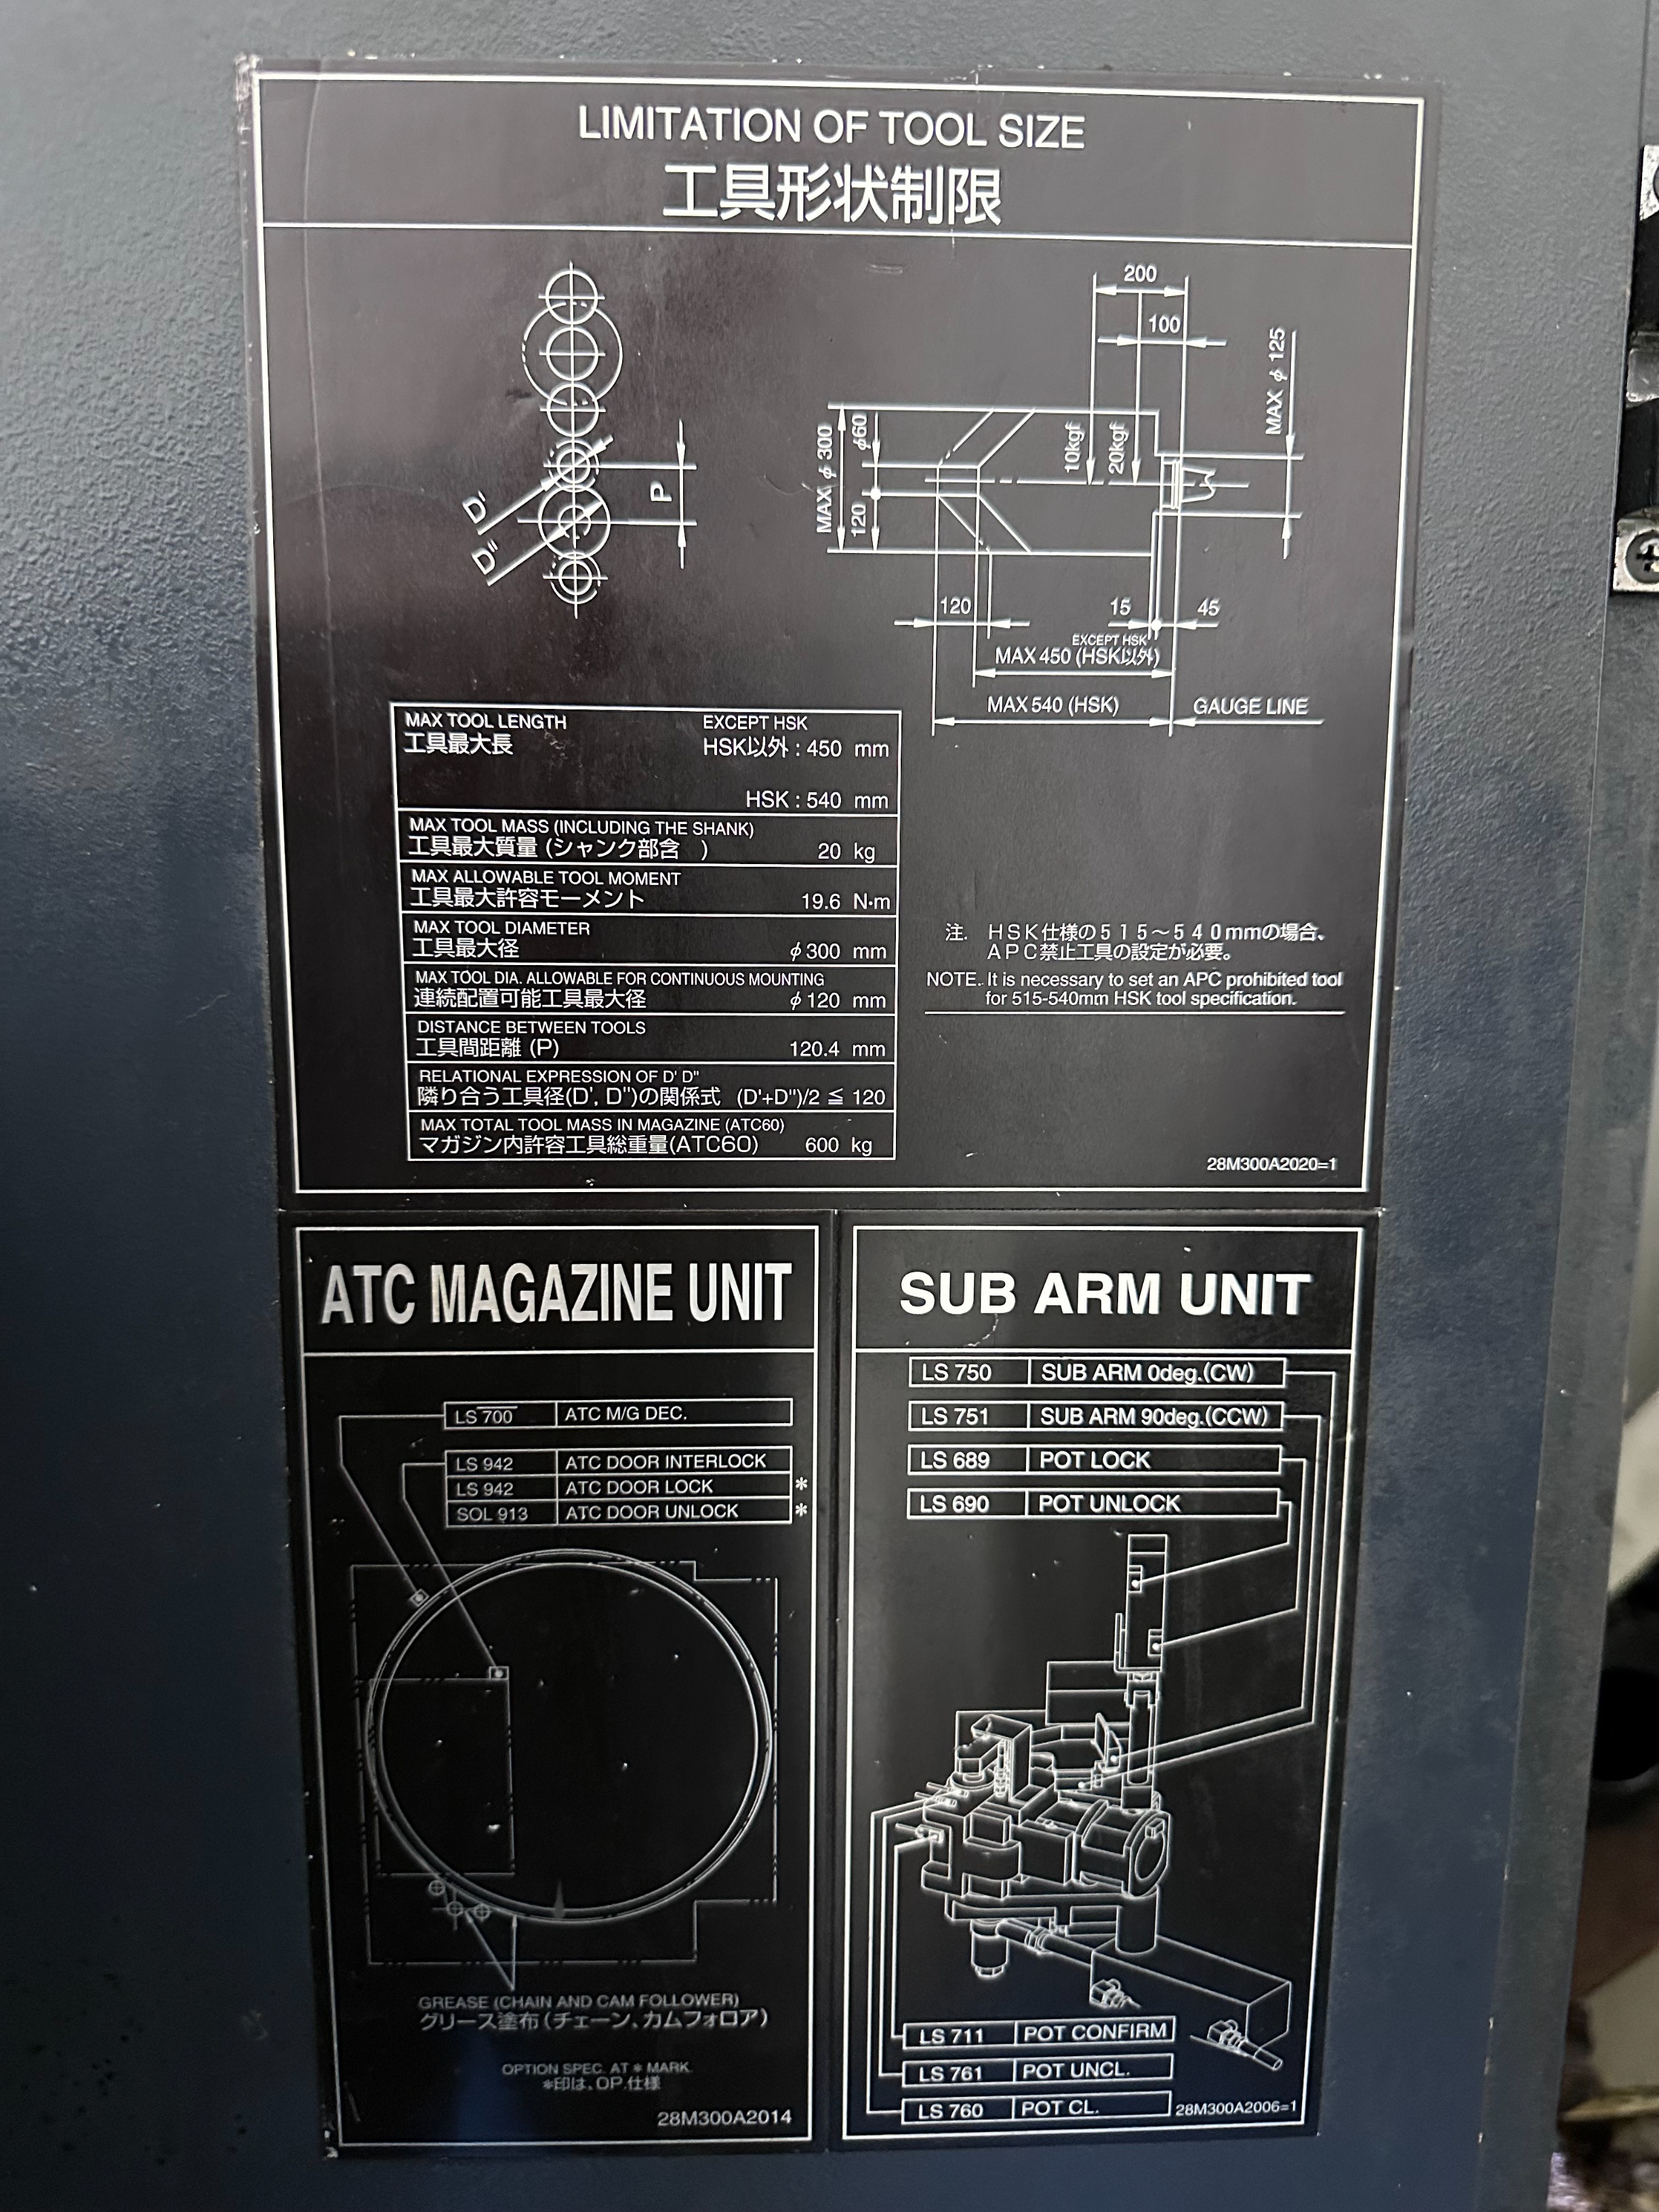 LIMITATION OF TOOL SIZE
工具形状制限
200
100
MAX φ 125
MAX φ 300
φ60
120
10kgf
20kgf
D'
D"
P
120
15
45
EXCEPT HSK
MAX 450 (HSK以外)
MAX 540 (HSK)
GAUGE LINE
MAX TOOL LENGTH EXCEPT HSK
工具最大長 HSK以外 : 450 mm
HSK : 540 mm
MAX TOOL MASS (INCLUDING THE SHANK)
工具最大質量 (シャンク部含 ) 20 kg
MAX ALLOWABLE TOOL MOMENT
工具最大許容モーメント 19.6 N·m
MAX TOOL DIAMETER
工具最大径 φ300 mm
MAX TOOL DIA. ALLOWABLE FOR CONTINUOUS MOUNTING
連続配置可能工具最大径 φ120 mm
DISTANCE BETWEEN TOOLS
工具間距離 (P) 120.4 mm
RELATIONAL EXPRESSION OF D' D"
隣り合う工具径(D', D")の関係式 (D'+D")/2 ≦ 120
MAX TOTAL TOOL MASS IN MAGAZINE (ATC60)
マガジン内許容工具総重量(ATC60) 600 kg
注. HSK仕様の515～540mmの場合、
APC禁止工具の設定が必要。
NOTE. It is necessary to set an APC prohibited tool
for 515-540mm HSK tool specification.
28M300A2020=1
ATC MAGAZINE UNIT
LS 700 ATC M/G DEC.
LS 942 ATC DOOR INTERLOCK
LS 942 ATC DOOR LOCK *
SOL 913 ATC DOOR UNLOCK *
GREASE (CHAIN AND CAM FOLLOWER)
グリース塗布(チェーン、カムフォロア)
OPTION SPEC. AT * MARK
*印は、OP.仕様
28M300A2014
SUB ARM UNIT
LS 750 SUB ARM 0deg.(CW)
LS 751 SUB ARM 90deg.(CCW)
LS 689 POT LOCK
LS 690 POT UNLOCK
LS 711 POT CONFIRM
LS 761 POT UNCL.
LS 760 POT CL.
28M300A2006=1